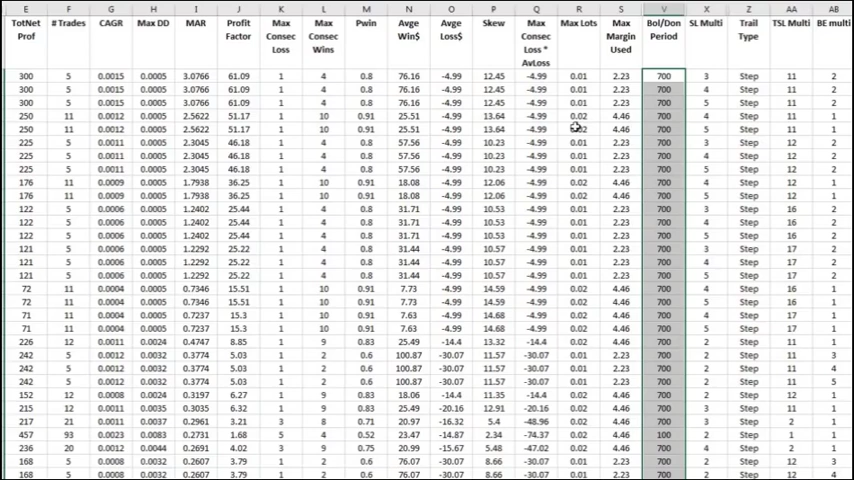 E F G H I J K L M N O P Q R S V X Z AA AB
TotNet Prof # Trades CAGR Max DD MAR Profit Factor Max Consec Loss Max Consec Wins Pwin Avge Win$ Avge Loss$ Skew Max Consec Loss * AvLoss Max Lots Max Margin Used Bol/Don Period SL Multi Trail Type TSL Multi BE multi
300 5 0.0015 0.0005 3.0766 61.09 1 4 0.8 76.16 -4.99 12.45 -4.99 0.01 2.23 700 3 Step 11 2
300 5 0.0015 0.0005 3.0766 61.09 1 4 0.8 76.16 -4.99 12.45 -4.99 0.01 2.23 700 4 Step 11 2
300 5 0.0015 0.0005 3.0766 61.09 1 4 0.8 76.16 -4.99 12.45 -4.99 0.01 2.23 700 5 Step 11 2
250 11 0.0012 0.0005 2.5622 51.17 1 10 0.91 25.51 -4.99 13.64 -4.99 0.02 4.46 700 4 Step 11 1
250 11 0.0012 0.0005 2.5622 51.17 1 10 0.91 25.51 -4.99 13.64 -4.99 4.46 700 5 Step 11 1
225 5 0.0011 0.0005 2.3045 46.18 1 4 0.8 57.56 -4.99 10.23 -4.99 0.01 2.23 700 3 Step 12 2
225 5 0.0011 0.0005 2.3045 46.18 1 4 0.8 57.56 -4.99 10.23 -4.99 0.01 2.23 700 4 Step 12 2
225 5 0.0011 0.0005 2.3045 46.18 1 4 0.8 57.56 -4.99 10.23 -4.99 0.01 2.23 700 5 Step 12 2
176 11 0.0009 0.0005 1.7938 36.25 1 10 0.91 18.08 -4.99 12.06 -4.99 0.02 4.46 700 4 Step 12 1
176 11 0.0009 0.0005 1.7938 36.25 1 10 0.91 18.08 -4.99 12.06 -4.99 0.02 4.46 700 5 Step 12 1
122 5 0.0006 0.0005 1.2402 25.44 1 4 0.8 31.71 -4.99 10.53 -4.99 0.01 2.23 700 3 Step 16 2
122 5 0.0006 0.0005 1.2402 25.44 1 4 0.8 31.71 -4.99 10.53 -4.99 0.01 2.23 700 4 Step 16 2
122 5 0.0006 0.0005 1.2402 25.44 1 4 0.8 31.71 -4.99 10.53 -4.99 0.01 2.23 700 5 Step 16 2
121 5 0.0006 0.0005 1.2292 25.22 1 4 0.8 31.44 -4.99 10.57 -4.99 0.01 2.23 700 3 Step 17 2
121 5 0.0006 0.0005 1.2292 25.22 1 4 0.8 31.44 -4.99 10.57 -4.99 0.01 2.23 700 4 Step 17 2
121 5 0.0006 0.0005 1.2292 25.22 1 4 0.8 31.44 -4.99 10.57 -4.99 0.01 2.23 700 5 Step 17 2
72 11 0.0004 0.0005 0.7346 15.51 1 10 0.91 7.73 -4.99 14.59 -4.99 0.02 4.46 700 4 Step 16 1
72 11 0.0004 0.0005 0.7346 15.51 1 10 0.91 7.73 -4.99 14.59 -4.99 0.02 4.46 700 5 Step 16 1
71 11 0.0004 0.0005 0.7237 15.3 1 10 0.91 7.63 -4.99 14.68 -4.99 0.02 4.46 700 4 Step 17 1
71 11 0.0004 0.0005 0.7237 15.3 1 10 0.91 7.63 -4.99 14.68 -4.99 0.02 4.46 700 5 Step 17 1
226 12 0.0011 0.0024 0.4747 8.85 1 9 0.83 25.49 -14.4 13.32 -14.4 0.02 4.46 700 2 Step 11 1
242 5 0.0012 0.0032 0.3774 5.03 1 2 0.6 100.87 -30.07 11.57 -30.07 0.01 2.23 700 2 Step 11 3
242 5 0.0012 0.0032 0.3774 5.03 1 2 0.6 100.87 -30.07 11.57 -30.07 0.01 2.23 700 2 Step 11 4
242 5 0.0012 0.0032 0.3774 5.03 1 2 0.6 100.87 -30.07 11.57 -30.07 0.01 2.23 700 2 Step 11 5
152 12 0.0008 0.0024 0.3197 6.27 1 9 0.83 18.06 -14.4 11.35 -14.4 0.02 4.46 700 2 Step 12 1
215 12 0.0011 0.0035 0.3035 6.32 1 9 0.83 25.49 -20.16 12.91 -20.16 0.02 4.46 700 3 Step 11 1
217 21 0.0011 0.0037 0.2961 3.21 3 8 0.71 20.97 -16.32 5.4 -48.96 0.02 4.46 700 3 Step 2 1
457 93 0.0023 0.0083 0.2731 1.68 5 4 0.52 23.47 -14.87 2.34 -74.37 0.02 4.46 100 2 Step 1 1
236 20 0.0012 0.0044 0.2691 4.02 3 9 0.75 20.99 -15.67 5.48 -47.02 0.02 4.46 700 4 Step 2 1
168 5 0.0008 0.0032 0.2607 3.79 1 2 0.6 76.07 -30.07 8.66 -30.07 0.01 2.23 700 2 Step 12 3
168 5 0.0008 0.0032 0.2607 3.79 1 2 0.6 76.07 -30.07 8.66 -30.07 0.01 2.23 700 2 Step 12 4